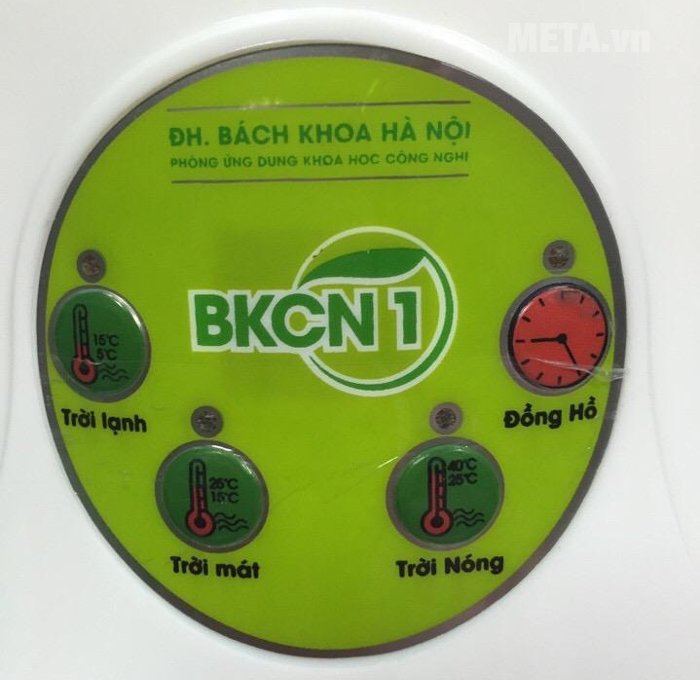 META.vn
ĐH. BÁCH KHOA HÀ NỘI
PHÒNG ỨNG DỤNG KHOA HỌC CÔNG NGHỆ
BKCN 1
15°C
5°C
Trời lạnh
25°C
15°C
Trời mát
40°C
25°C
Trời Nóng
Đồng Hồ